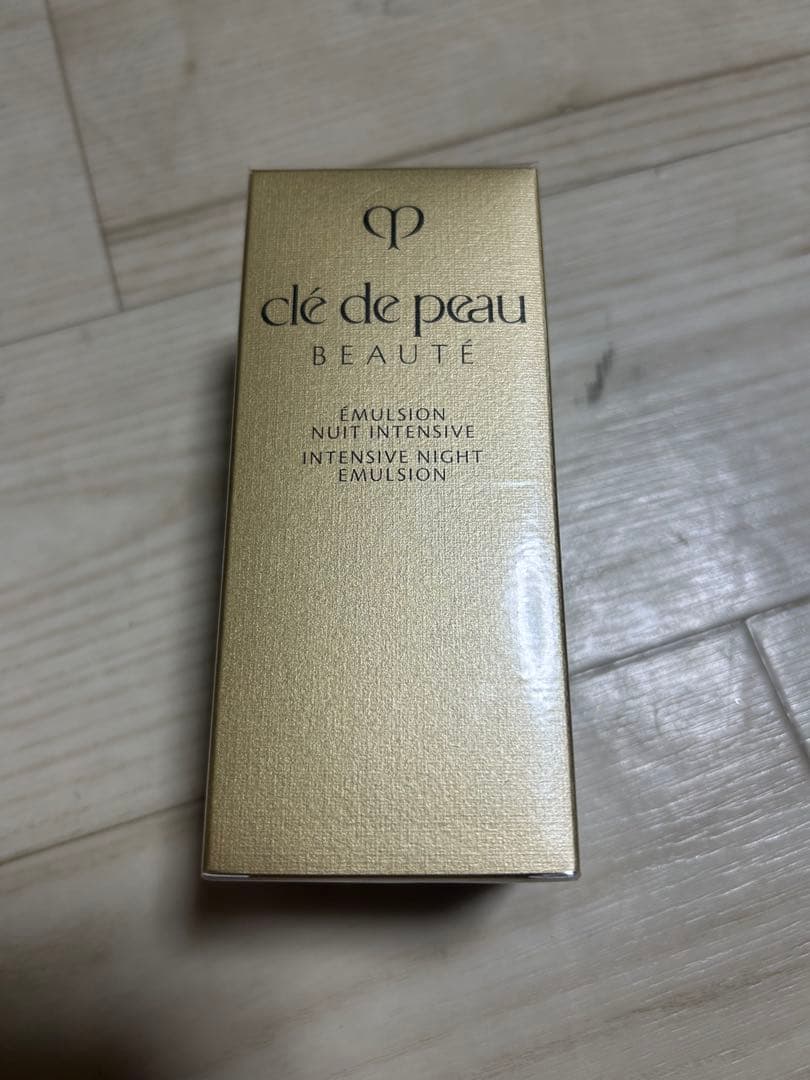 clé de peau
BEAUTÉ
ÉMULSION
NUIT INTENSIVE
INTENSIVE NIGHT
EMULSION